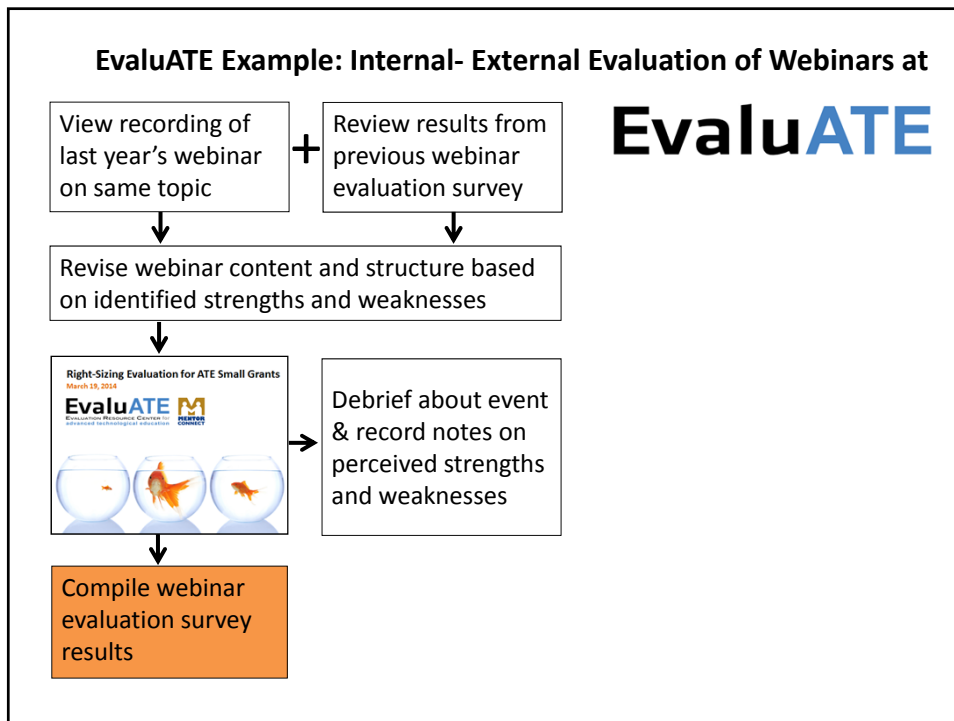 EvaluATE Example: Internal- External Evaluation of Webinars at
EvaluATE
View recording of
last year's webinar
on same topic
+
Review results from
previous webinar
evaluation survey
Revise webinar content and structure based
on identified strengths and weaknesses
Right-Sizing Evaluation for ATE Small Grants
March 19, 2014
EvaluATE
EVALUATION RESOURCE CENTER for
advanced technological education
MENTOR
CONNECT
Debrief about event
& record notes on
perceived strengths
and weaknesses
Compile webinar
evaluation survey
results